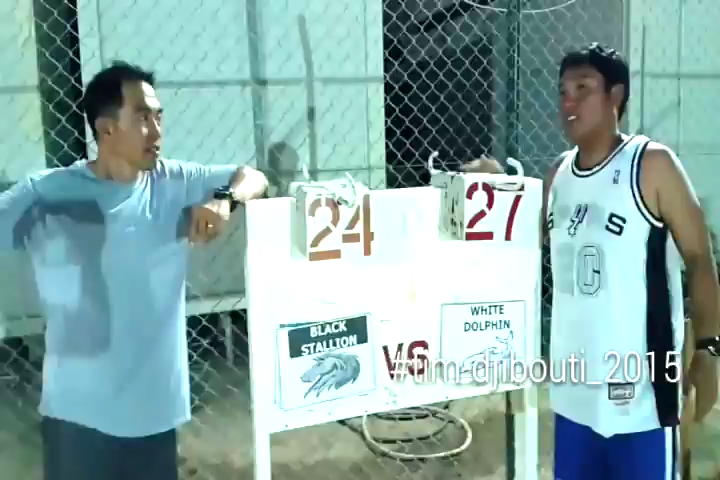 24
27
BLACK
STALLION
VS
WHITE
DOLPHIN
#tim-djibouti_2015
S